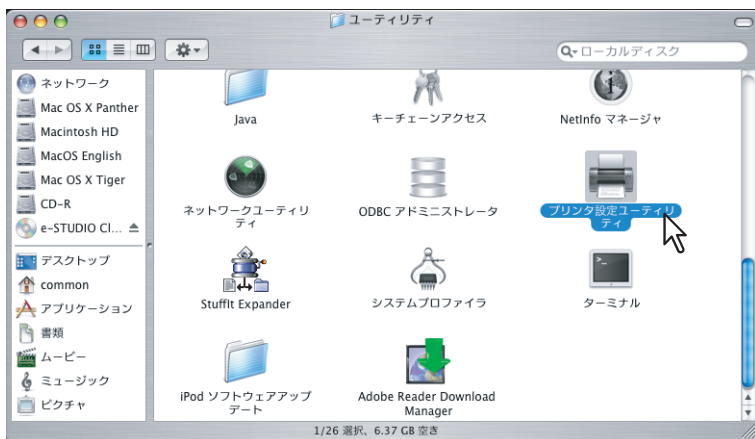 ユーティリティ
ローカルディスク
ネットワーク
Mac OS X Panther
Macintosh HD
MacOS English
Mac OS X Tiger
CD-R
e-STUDIO Cl...
デスクトップ
common
アプリケーション
書類
ムービー
ミュージック
ピクチャ
Java
キーチェーンアクセス
NetInfo マネージャ
ネットワークユーティリ
ティ
ODBC アドミニストレータ
プリンタ設定ユーティリ
ティ
StuffIt Expander
システムプロファイラ
ターミナル
iPod ソフトウェアアップ
デート
Adobe Reader Download
Manager
1/26 選択、6.37 GB 空き